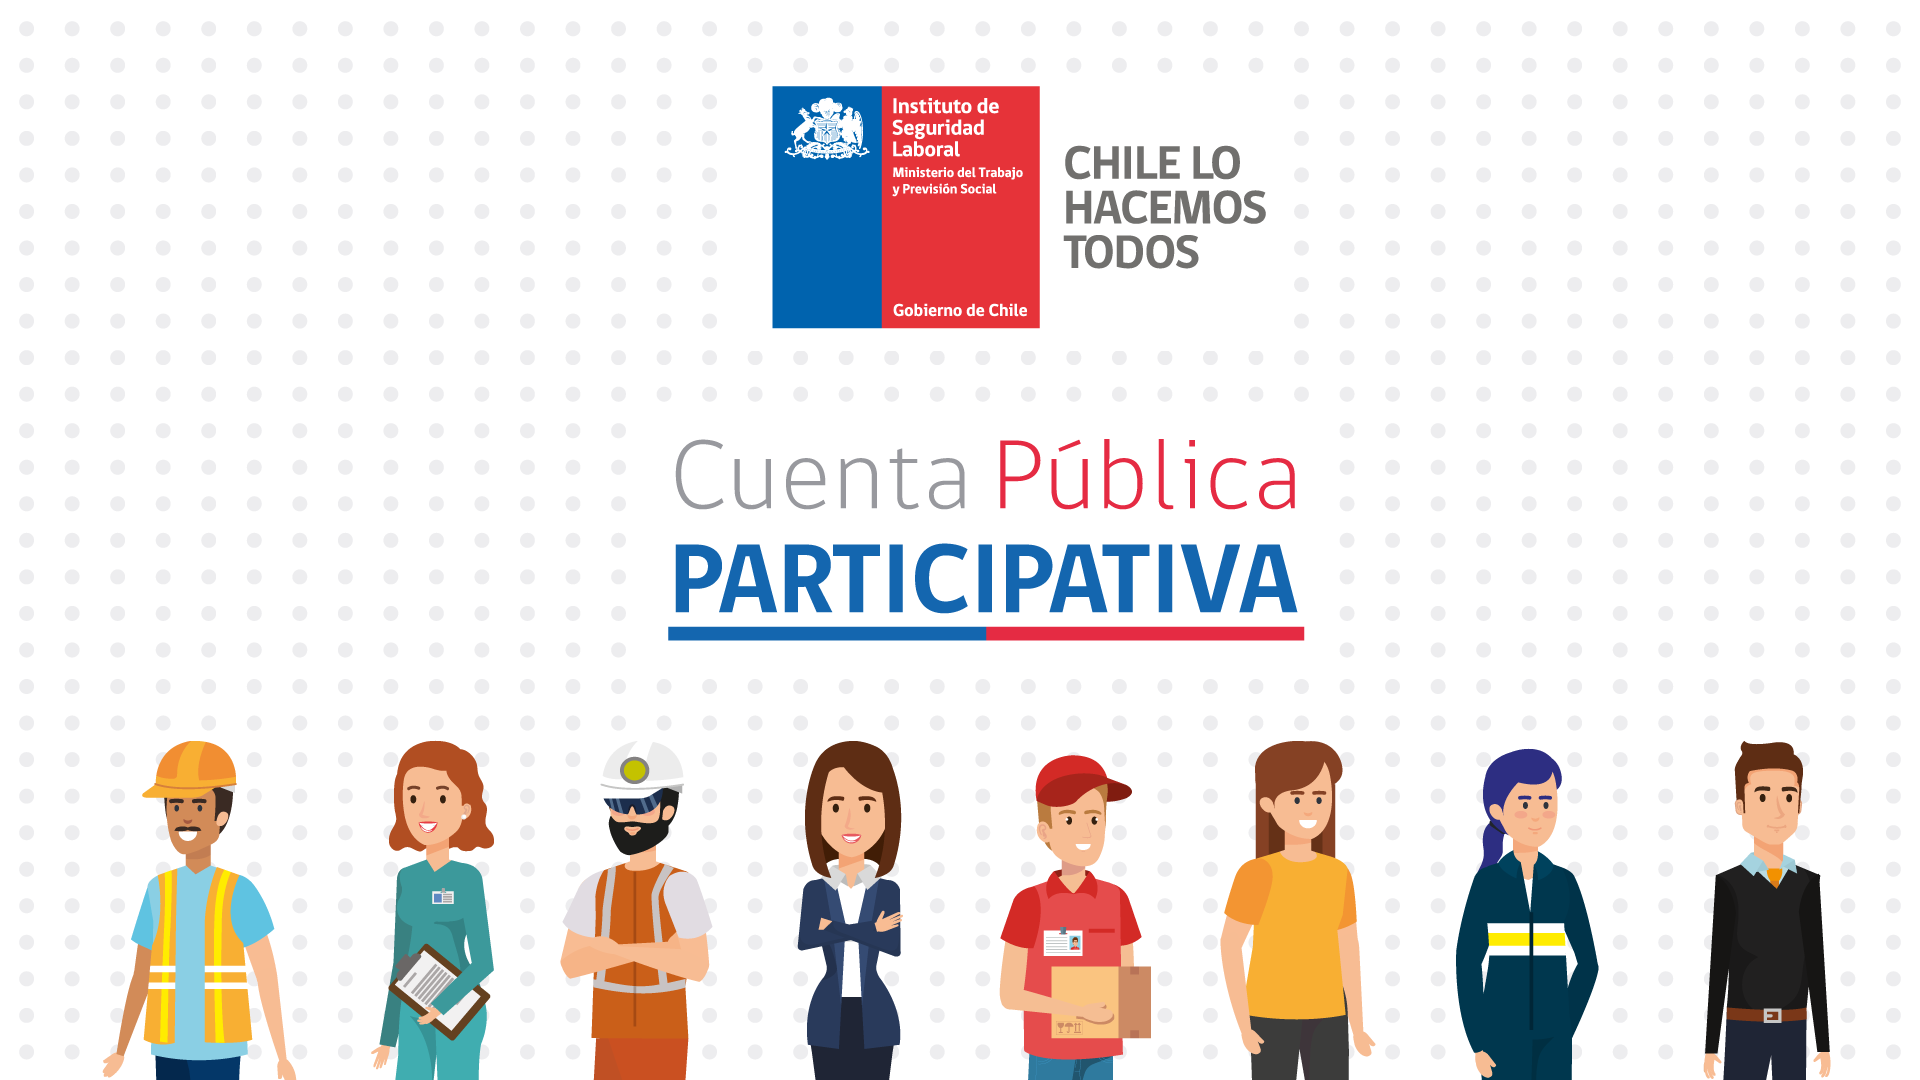 Instituto de
Seguridad
Laboral
Ministerio del Trabajo
y Previsión Social
Gobierno de Chile
CHILE LO
HACEMOS
TODOS
Cuenta Pública
PARTICIPATIVA